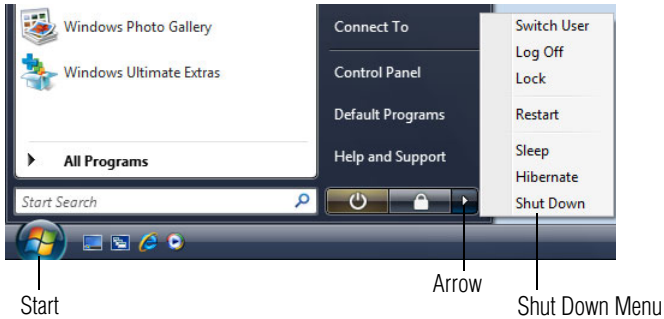 Windows Photo Gallery
Windows Ultimate Extras
All Programs
Start Search
Connect To
Control Panel
Default Programs
Help and Support
Switch User
Log Off
Lock
Restart
Sleep
Hibernate
Shut Down
Start
Arrow
Shut Down Menu